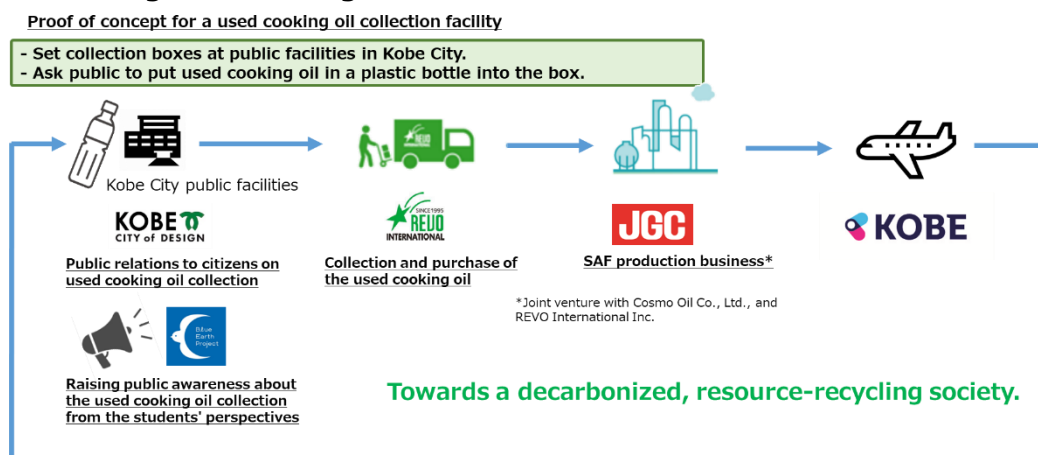 Proof of concept for a used cooking oil collection facility
- Set collection boxes at public facilities in Kobe City.
- Ask public to put used cooking oil in a plastic bottle into the box.
REVO
Kobe City public facilities
KOBE
CITY of DESIGN
SINCE 1995
REVO
INTERNATIONAL
JGC
KOBE
Public relations to citizens on
used cooking oil collection
Collection and purchase of
the used cooking oil
SAF production business*
*Joint venture with Cosmo Oil Co., Ltd., and
REVO International Inc.
Blue
Earth
Project
Raising public awareness about
the used cooking oil collection
from the students' perspectives
Towards a decarbonized, resource-recycling society.